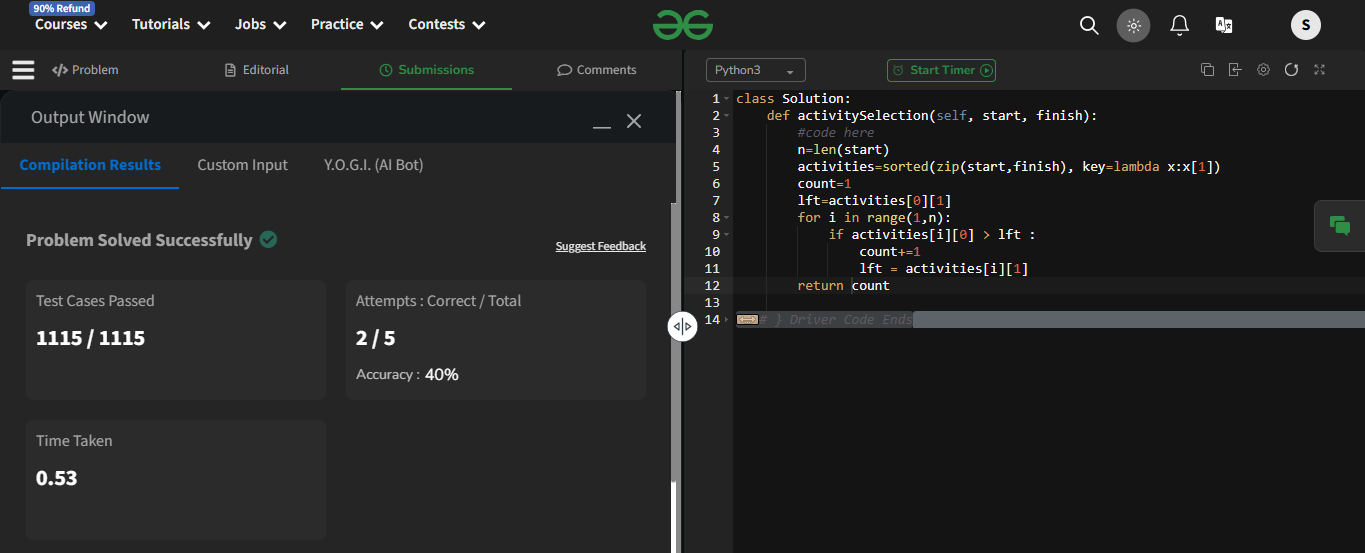 90% Refund
Courses Tutorials Jobs Practice Contests S
Problem Editorial Submissions Comments
Output Window
Compilation Results Custom Input Y.O.G.I. (AI Bot)
Problem Solved Successfully
Suggest Feedback
Test Cases Passed
1115 / 1115
Attempts : Correct / Total
2 / 5
Accuracy : 40%
Time Taken
0.53
Python3 Start Timer
1 class Solution:
2 def activitySelection(self, start, finish):
3 #code here
4 n=len(start)
5 activities=sorted(zip(start,finish), key=lambda x:x[1])
6 count=1
7 lft=activities[0][1]
8 for i in range(1,n):
9 if activities[i][0] > lft :
10 count+=1
11 lft = activities[i][1]
12 return count
13
14 # } Driver Code Ends